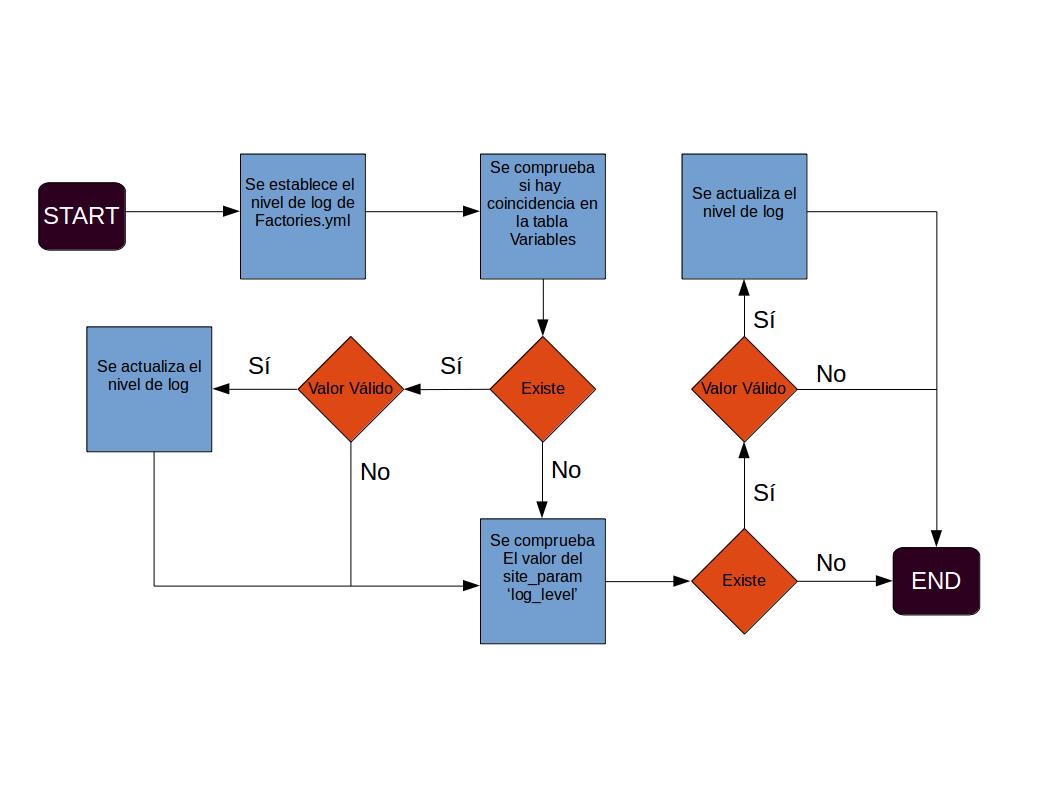 START
Se establece el
nivel de log de
Factories.yml
Se comprueba
si hay
coincidencia en
la tabla
Variables
Se actualiza el
nivel de log
Sí
Se actualiza el
nivel de log
Sí
Valor Válido
Sí
Existe
Valor Válido
No
No
No
Sí
Se comprueba
El valor del
site_param
‘log_level’
Existe
No
END